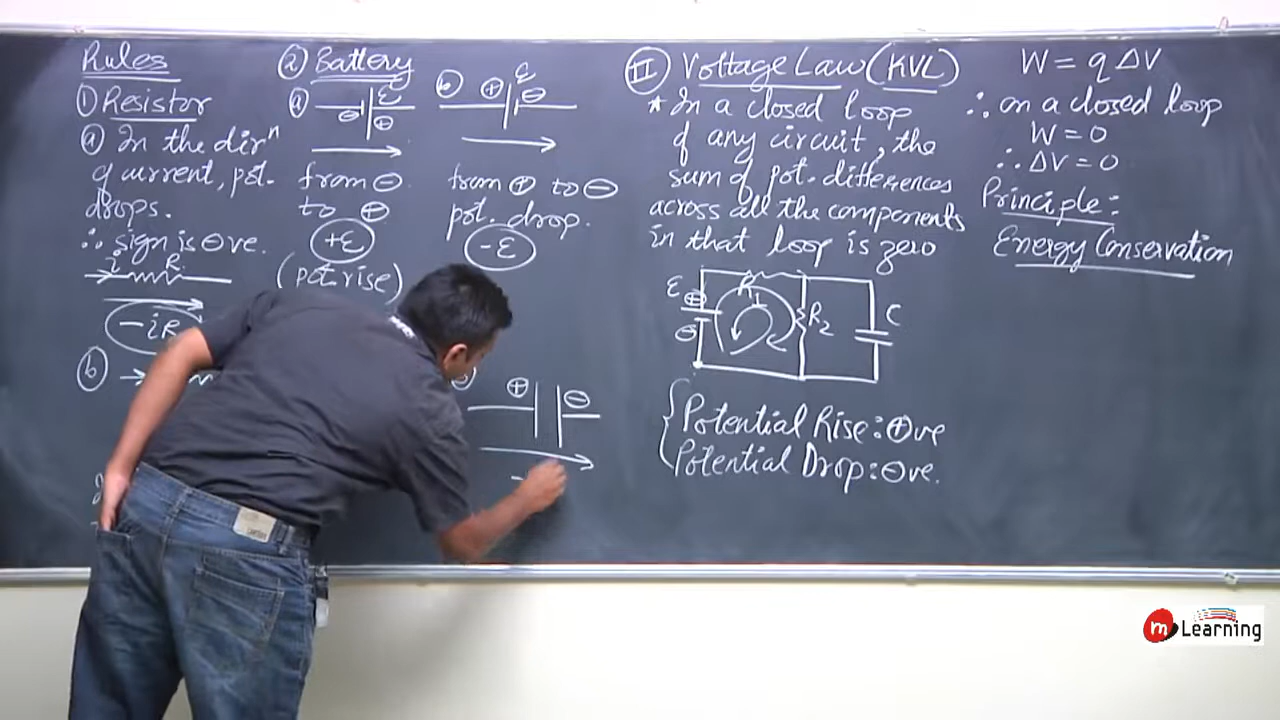 Rules
① Resistor
ⓐ In the dirⁿ
of current, pot.
drops.
∴ sign is ⊖ve.
i R
-iR
ⓑ
② Battery
ⓐ ε
⊖ ⊕
from ⊖
to ⊕
+ε
(pot. rise)
ⓑ ⊕ ε ⊖
from ⊕ to ⊖
pot. drop.
-ε
⊕ ⊖
-
II Voltage Law (KVL)
* In a closed loop
of any circuit, the
sum of pot. differences
across all the components
in that loop is zero
ε ⊕ ⊖ R₁ R₂ C
Potential Rise: ⊕ve
Potential Drop: ⊖ve.
W = q ΔV
∴ on a closed loop
W = 0
∴ ΔV = 0
Principle:
Energy Conservation
m Learning